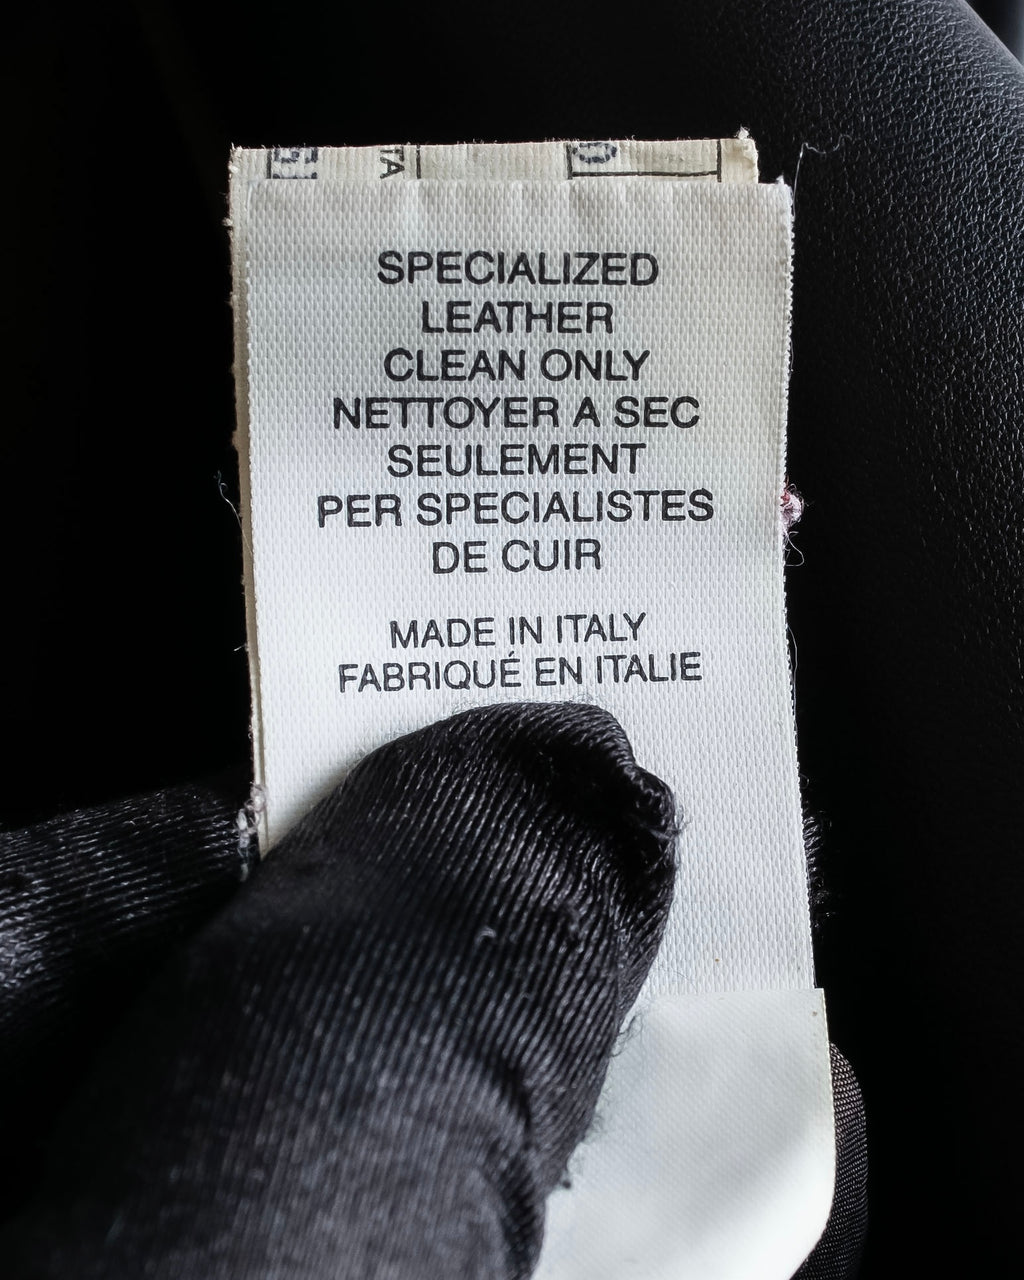 SPECIALIZED
LEATHER
CLEAN ONLY
NETTOYER A SEC
SEULEMENT
PER SPECIALISTES
DE CUIR
MADE IN ITALY
FABRIQUÉ EN ITALIE